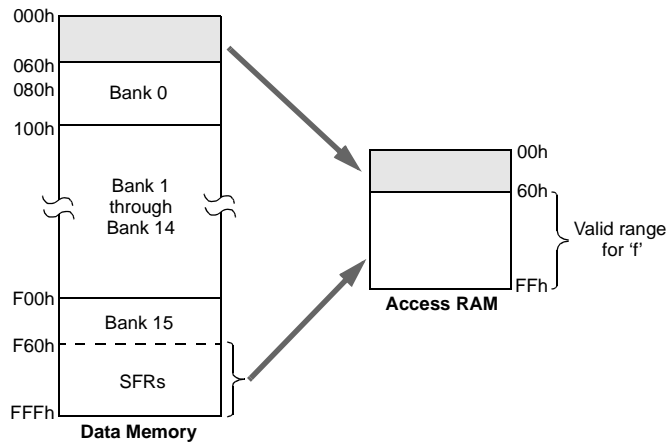 000h
060h
080h
Bank 0
100h
Bank 1
through
Bank 14
F00h
Bank 15
F60h
SFRs
FFFh
Data Memory
00h
60h
Valid range
for ‘f’
FFh
Access RAM